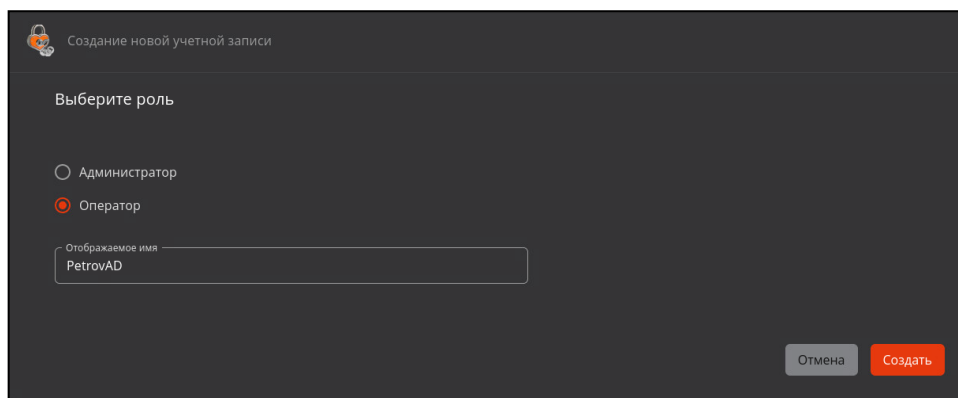 Создание новой учетной записи
Выберите роль
Администратор
Оператор
Отображаемое имя
PetrovAD
Отмена
Создать